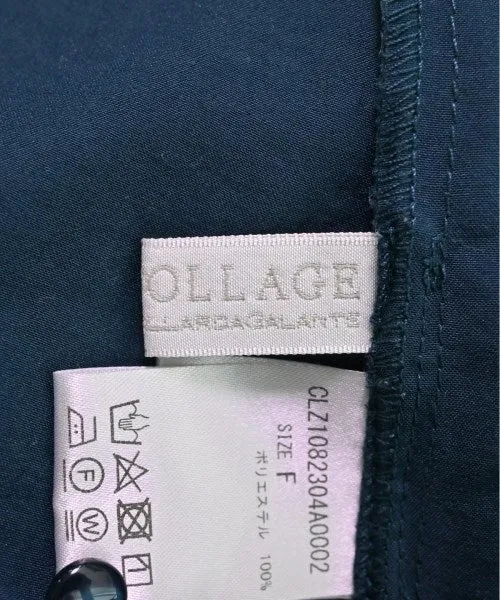 OLLAGE
LLARDAGALANTE
CLZ1082304A0002
SIZE F
ポリエステル 100%
F
W